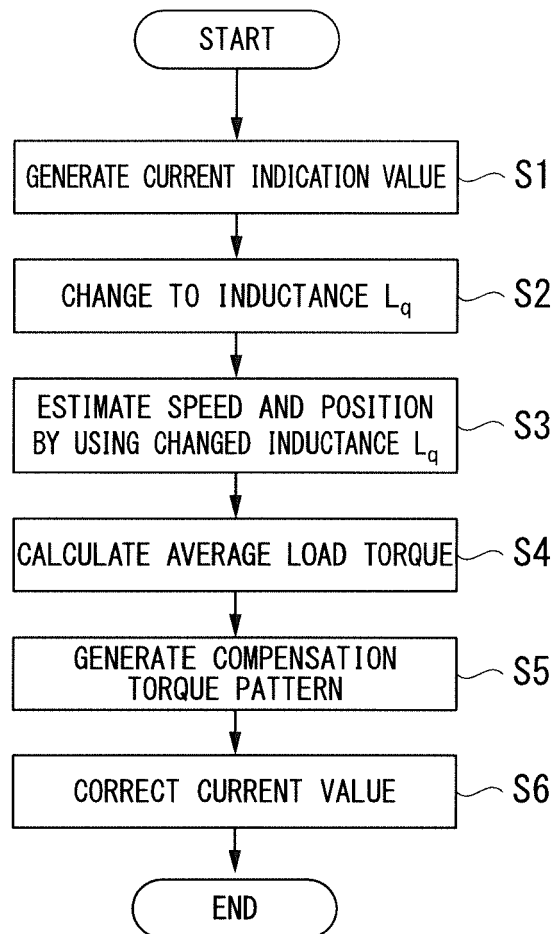 START
GENERATE CURRENT INDICATION VALUE S1
CHANGE TO INDUCTANCE Lq S2
ESTIMATE SPEED AND POSITION
BY USING CHANGED INDUCTANCE Lq S3
CALCULATE AVERAGE LOAD TORQUE S4
GENERATE COMPENSATION
TORQUE PATTERN S5
CORRECT CURRENT VALUE S6
END